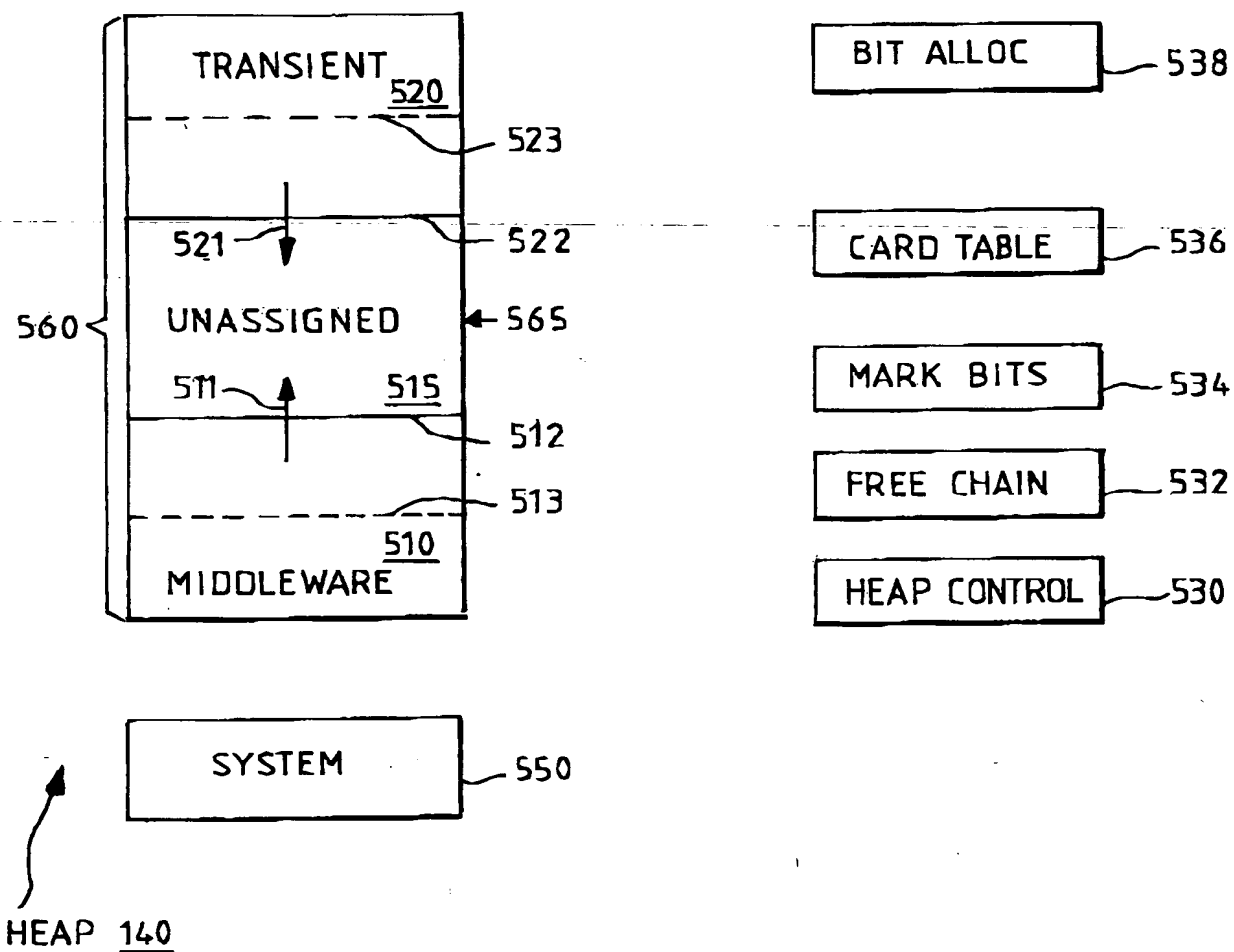 TRANSIENT
520
523
521
522
560
UNASSIGNED
565
511
515
512
513
510
MIDDLEWARE
SYSTEM
550
HEAP 140
BIT ALLOC
538
CARD TABLE
536
MARK BITS
534
FREE CHAIN
532
HEAP CONTROL
530